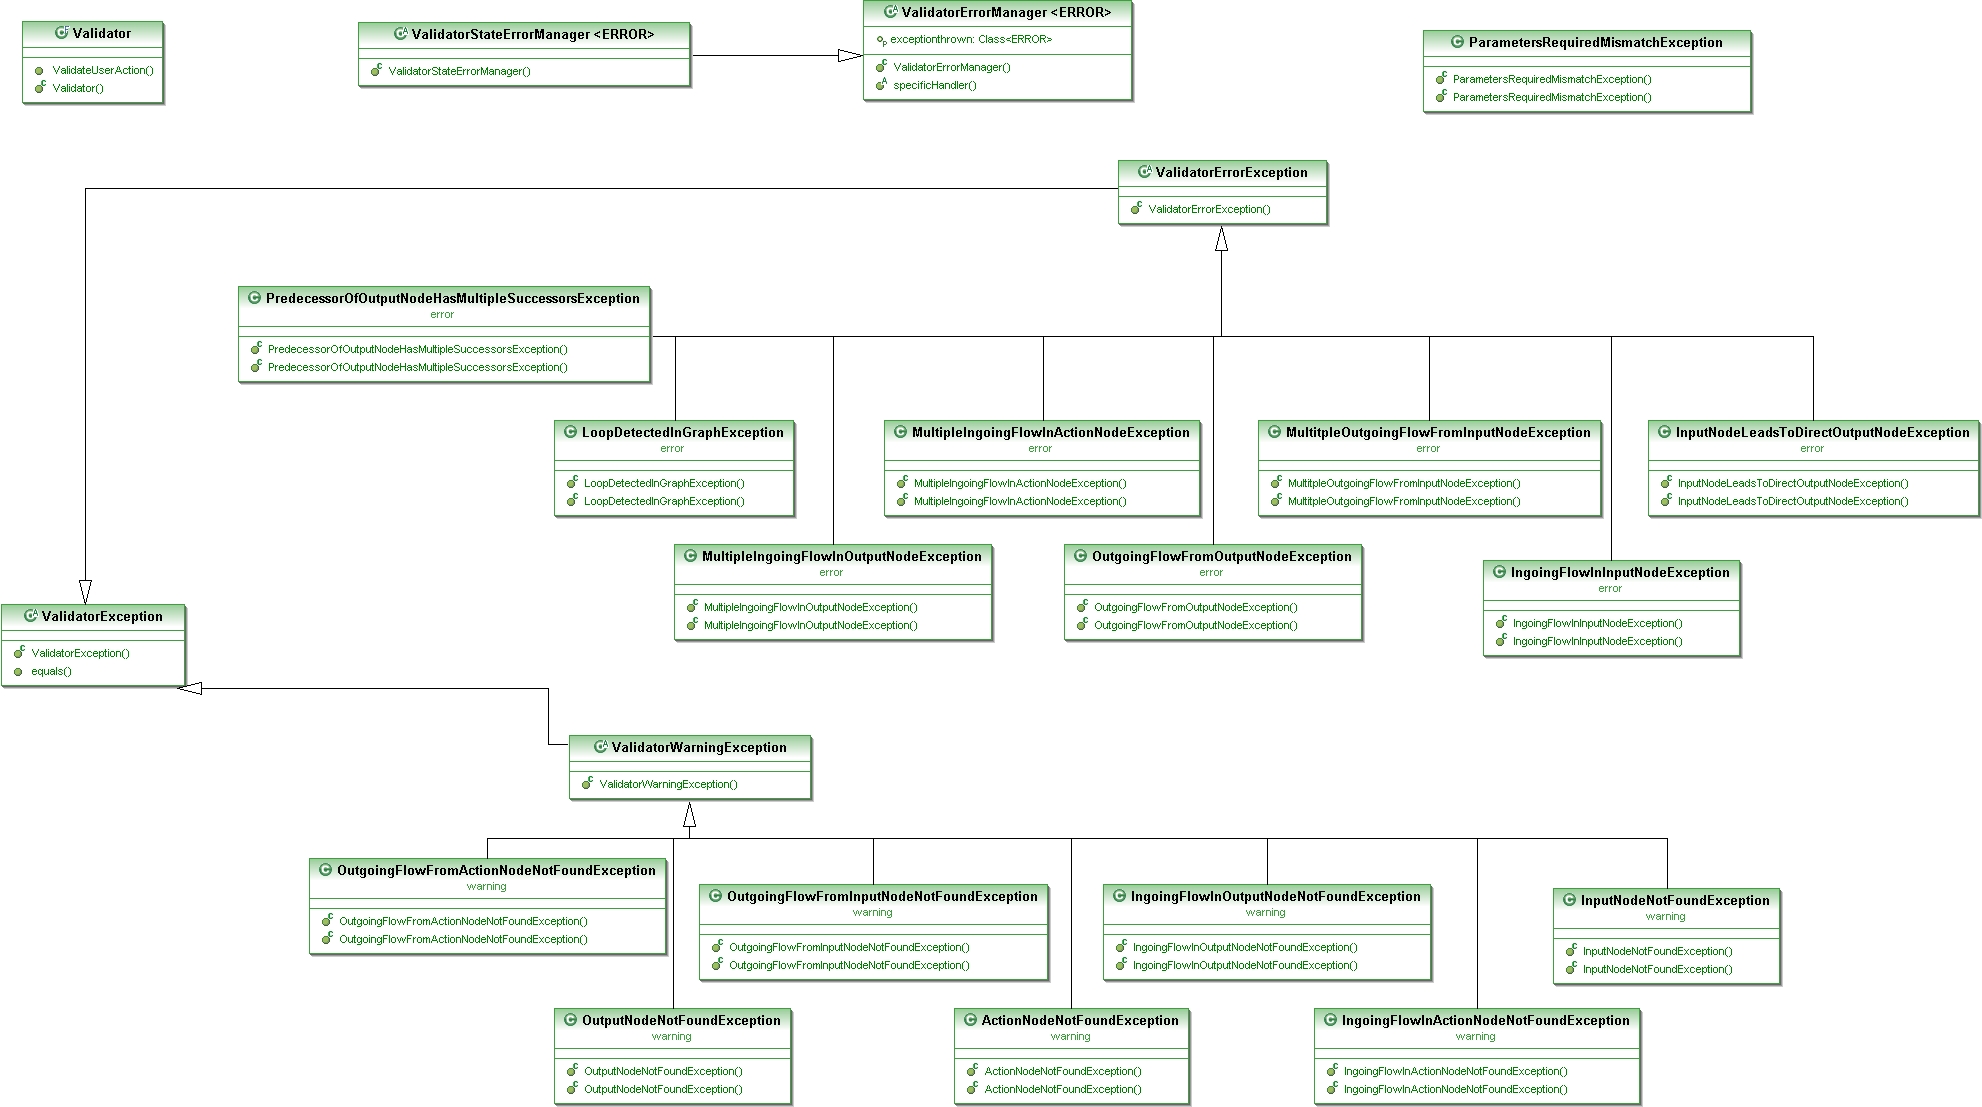 Validator
ValidateUserAction()
Validator()
ValidatorStateErrorManager <ERROR>
ValidatorStateErrorManager()
ValidatorErrorManager <ERROR>
exceptionthrown: Class<ERROR>
ValidatorErrorManager()
specificHandler()
ParametersRequiredMismatchException
ParametersRequiredMismatchException()
ParametersRequiredMismatchException()
ValidatorErrorException
ValidatorErrorException()
PredecessorOfOutputNodeHasMultipleSuccessorsException
error
PredecessorOfOutputNodeHasMultipleSuccessorsException()
PredecessorOfOutputNodeHasMultipleSuccessorsException()
LoopDetectedInGraphException
error
LoopDetectedInGraphException()
LoopDetectedInGraphException()
MultipleIngoingFlowInActionNodeException
error
MultipleIngoingFlowInActionNodeException()
MultipleIngoingFlowInActionNodeException()
MultitpleOutgoingFlowFromInputNodeException
error
MultitpleOutgoingFlowFromInputNodeException()
MultitpleOutgoingFlowFromInputNodeException()
InputNodeLeadsToDirectOutputNodeException
error
InputNodeLeadsToDirectOutputNodeException()
InputNodeLeadsToDirectOutputNodeException()
MultipleIngoingFlowInOutputNodeException
error
MultipleIngoingFlowInOutputNodeException()
MultipleIngoingFlowInOutputNodeException()
OutgoingFlowFromOutputNodeException
error
OutgoingFlowFromOutputNodeException()
OutgoingFlowFromOutputNodeException()
IngoingFlowInInputNodeException
error
IngoingFlowInInputNodeException()
IngoingFlowInInputNodeException()
ValidatorException
ValidatorException()
equals()
ValidatorWarningException
ValidatorWarningException()
OutgoingFlowFromActionNodeNotFoundException
warning
OutgoingFlowFromActionNodeNotFoundException()
OutgoingFlowFromActionNodeNotFoundException()
OutgoingFlowFromInputNodeNotFoundException
warning
OutgoingFlowFromInputNodeNotFoundException()
OutgoingFlowFromInputNodeNotFoundException()
IngoingFlowInOutputNodeNotFoundException
warning
IngoingFlowInOutputNodeNotFoundException()
IngoingFlowInOutputNodeNotFoundException()
InputNodeNotFoundException
warning
InputNodeNotFoundException()
InputNodeNotFoundException()
OutputNodeNotFoundException
warning
OutputNodeNotFoundException()
OutputNodeNotFoundException()
ActionNodeNotFoundException
warning
ActionNodeNotFoundException()
ActionNodeNotFoundException()
IngoingFlowInActionNodeNotFoundException
warning
IngoingFlowInActionNodeNotFoundException()
IngoingFlowInActionNodeNotFoundException()